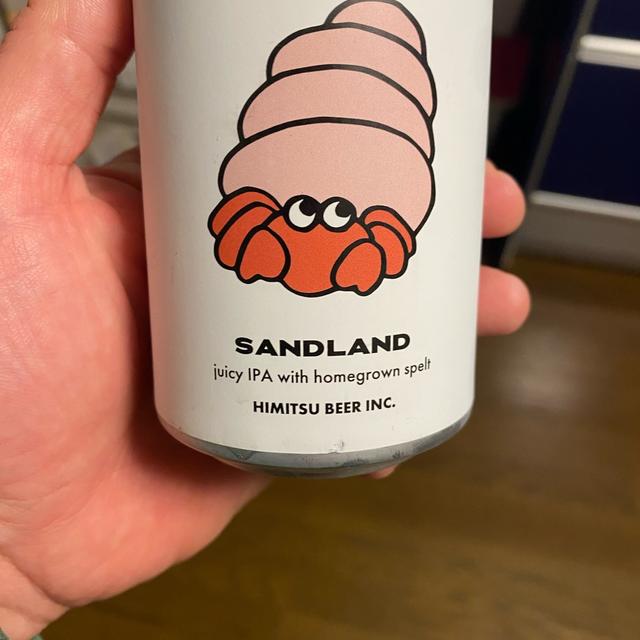 SANDLAND
juicy IPA with homegrown spelt
HIMITSU BEER INC.